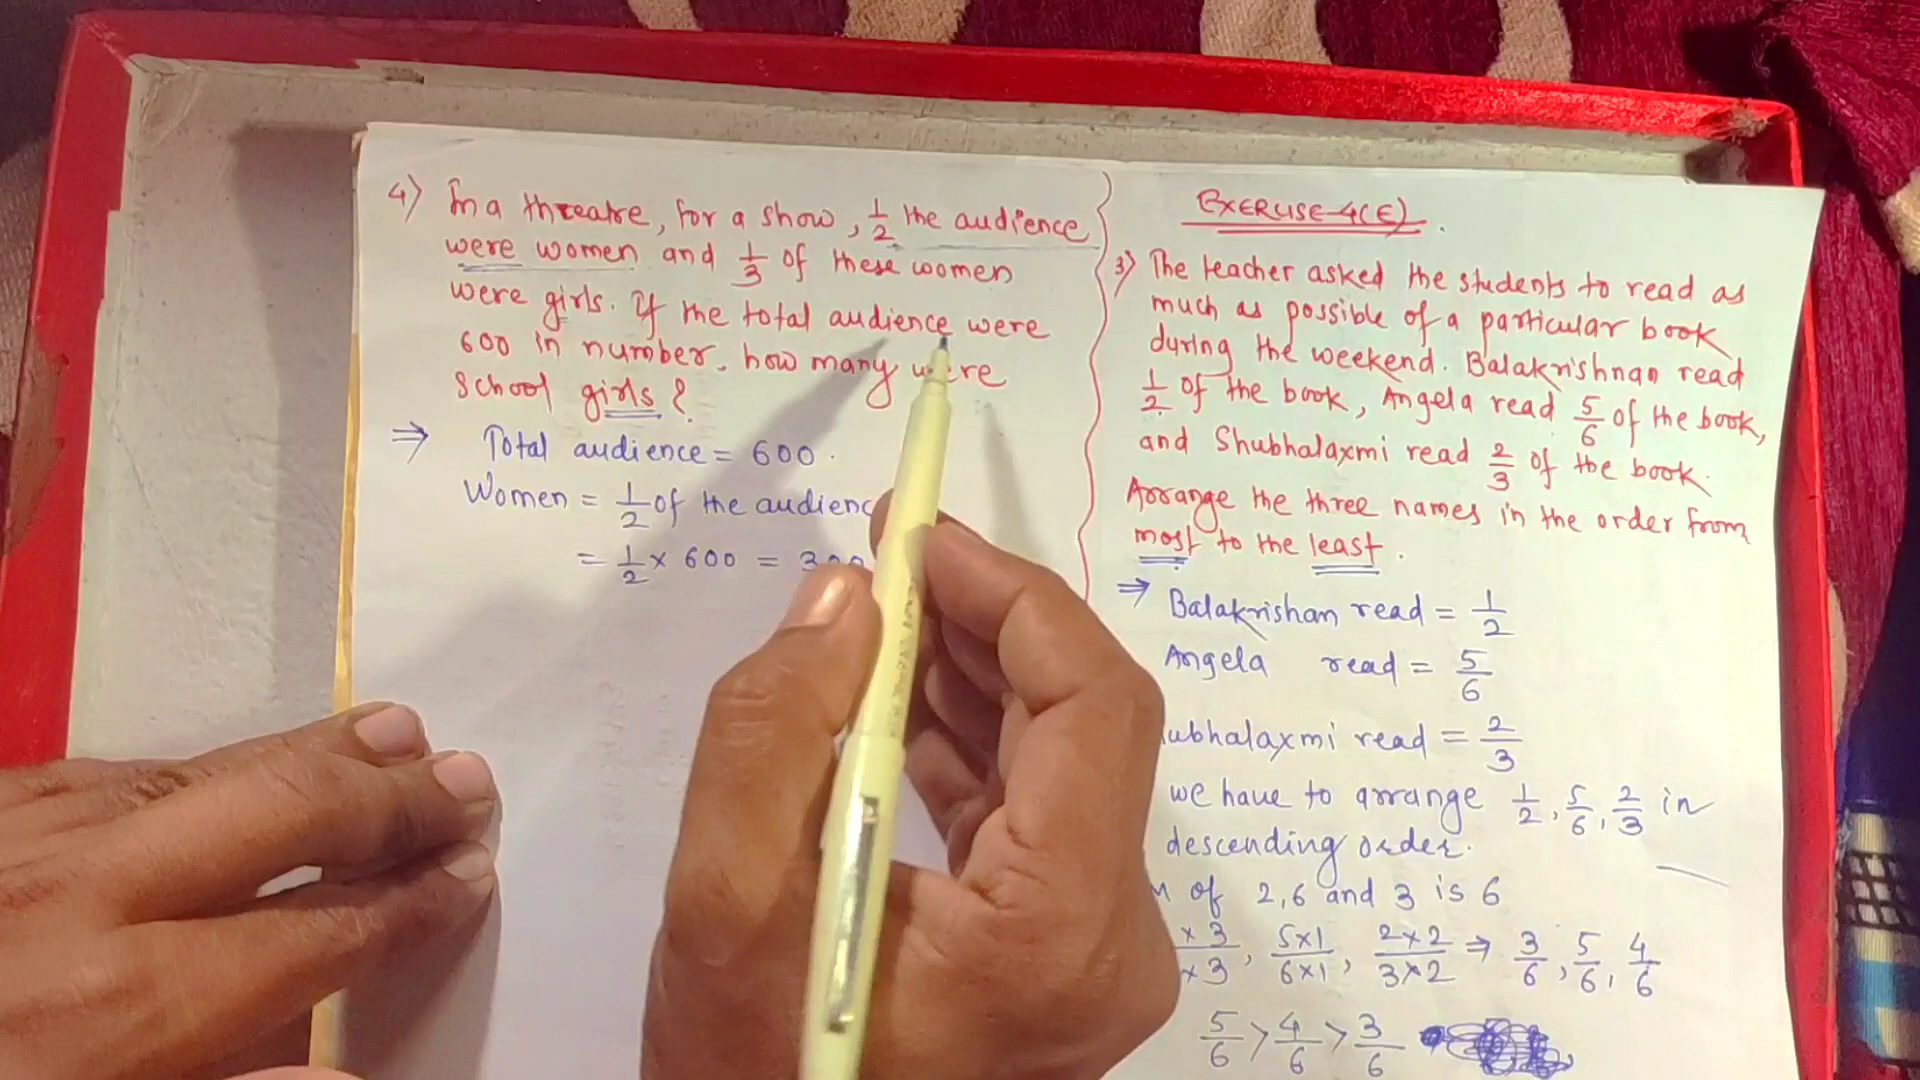 4) In a threatre, for a show, 1/2 the audience
were women and 1/3 of these women
were girls. If the total audience were
600 in number, how many were
School girls?
⇒ Total audience = 600.
Women = 1/2 of the audienc
= 1/2 × 600 = 300
EXERCISE-4(E).
3) The teacher asked the students to read as
much as possible of a particular book
during the weekend. Balakrishnan read
1/2 of the book, Angela read 5/6 of the book,
and Shubhalaxmi read 2/3 of the book.
Arrange the three names in the order from
most to the least.
⇒ Balakrishan read = 1/2
Angela read = 5/6
ubhalaxmi read = 2/3
we have to arrange 1/2, 5/6, 2/3 in
descending order.
M of 2,6 and 3 is 6
×3/×3, 5×1/6×1, 2×2/3×2 ⇒ 3/6, 5/6, 4/6
5/6 > 4/6 > 3/6